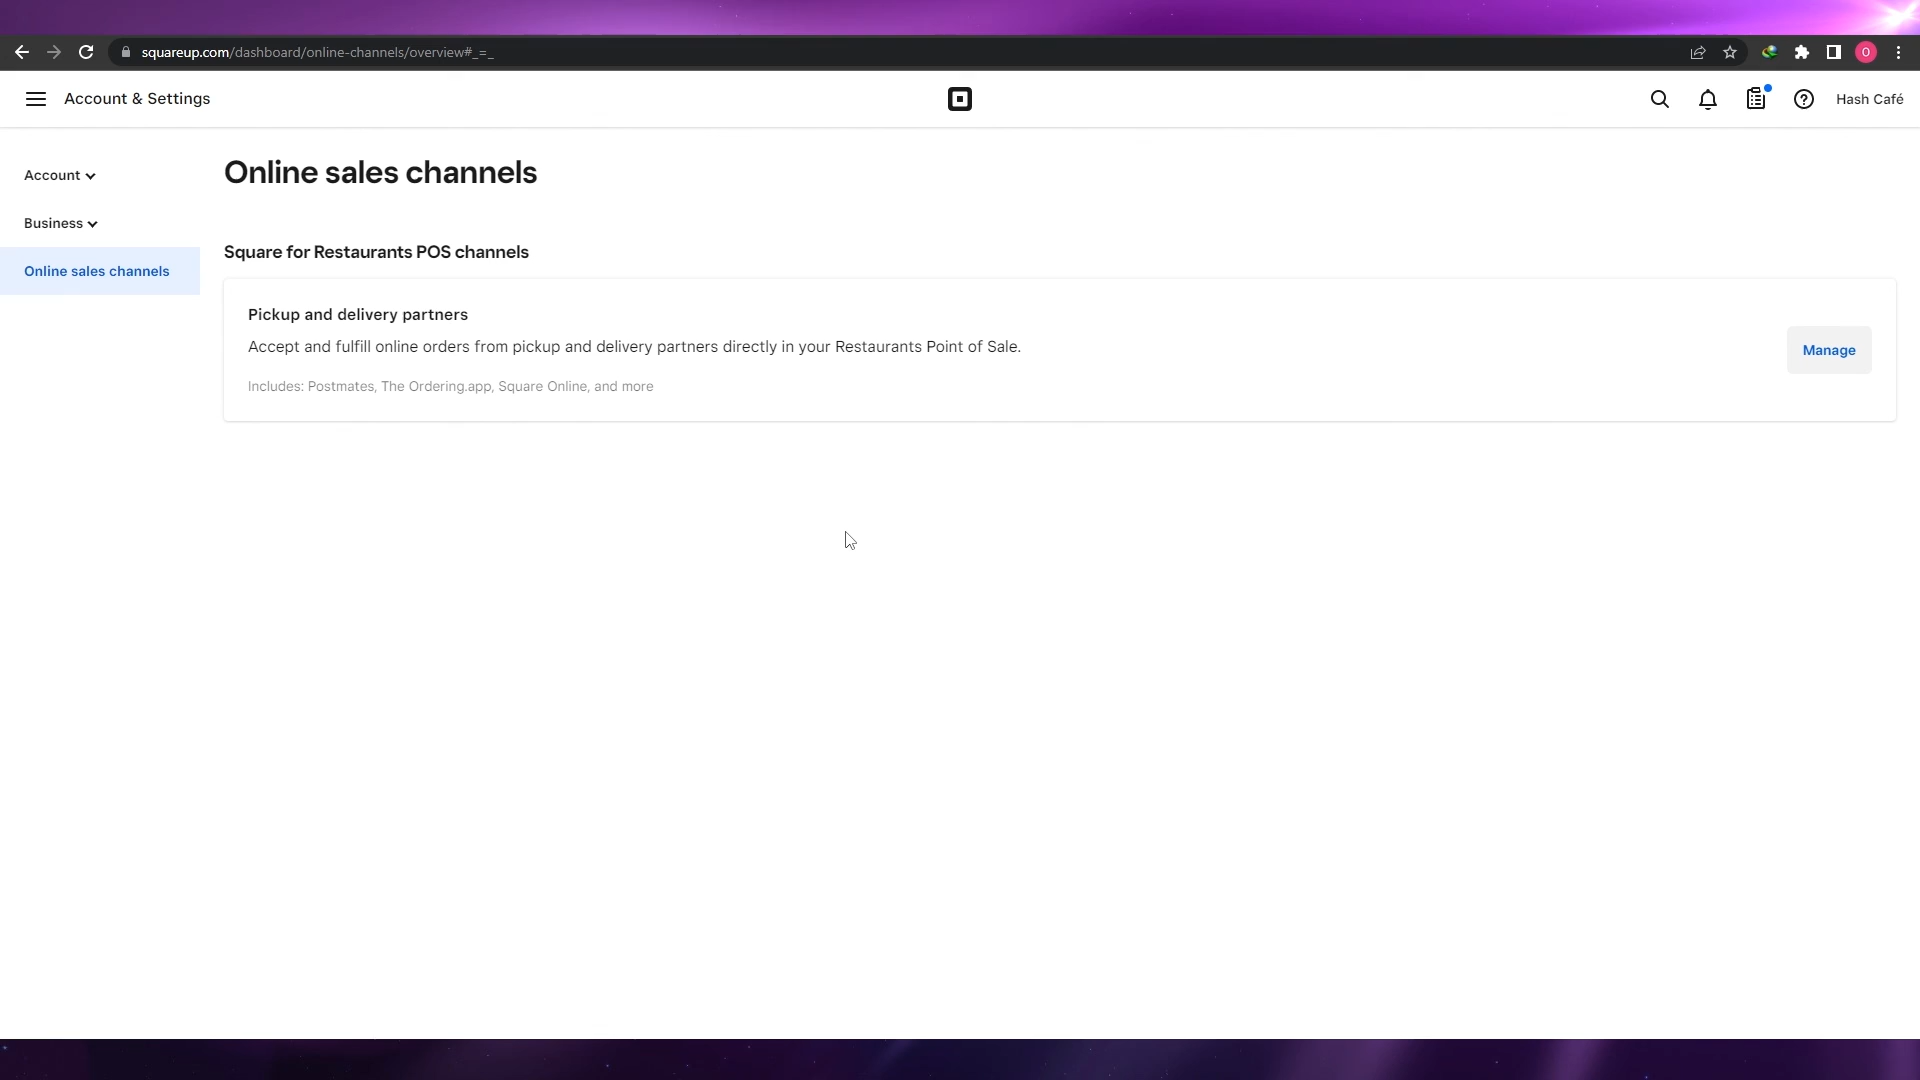 squareup.com/dashboard/online-channels/overview#_=_
O
Account & Settings
Hash Café
Account
Business
Online sales channels
Online sales channels
Square for Restaurants POS channels
Pickup and delivery partners
Accept and fulfill online orders from pickup and delivery partners directly in your Restaurants Point of Sale.
Includes: Postmates, The Ordering.app, Square Online, and more
Manage